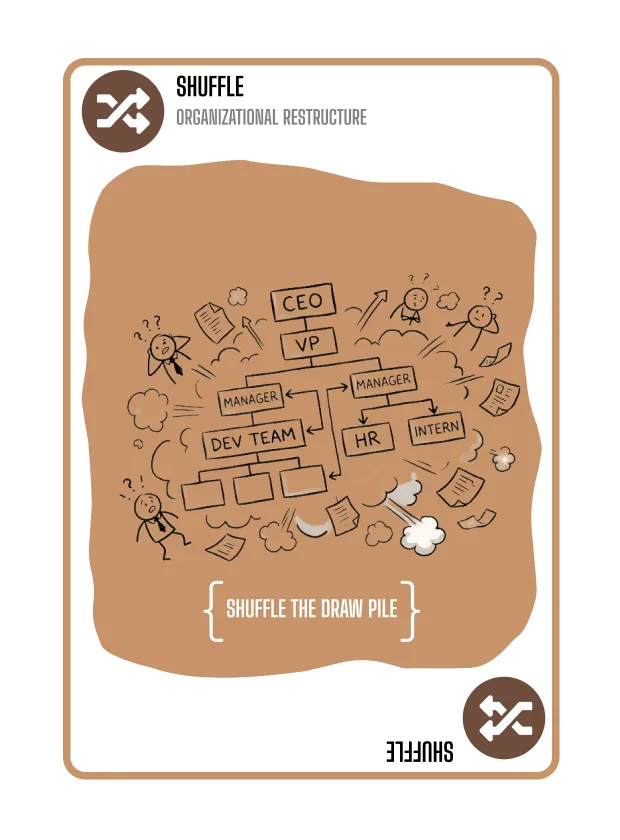 SHUFFLE
ORGANIZATIONAL RESTRUCTURE
? ? ?
? ?
? ?
? ? ?
CEO
VP
MANAGER
MANAGER
DEV TEAM
HR
INTERN
! ? !
{ SHUFFLE THE DRAW PILE }
SHUFFLE